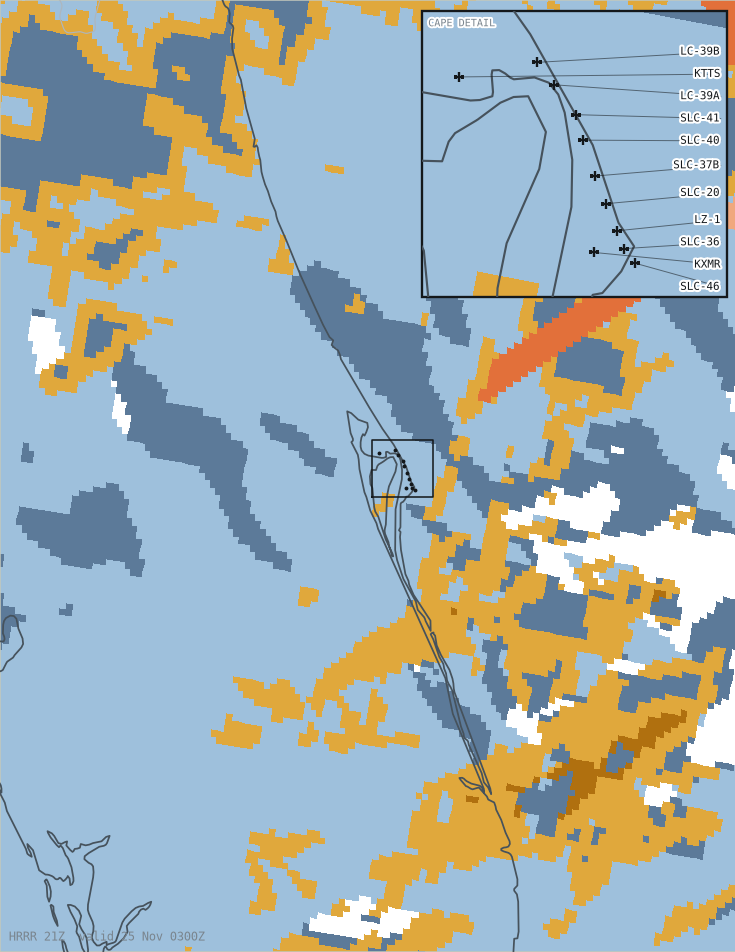 CAPE DETAIL
LC-39B
KTTS
LC-39A
SLC-41
SLC-40
SLC-37B
SLC-20
LZ-1
SLC-36
KXMR
SLC-46
HRRR 21Z valid 25 Nov 0300Z